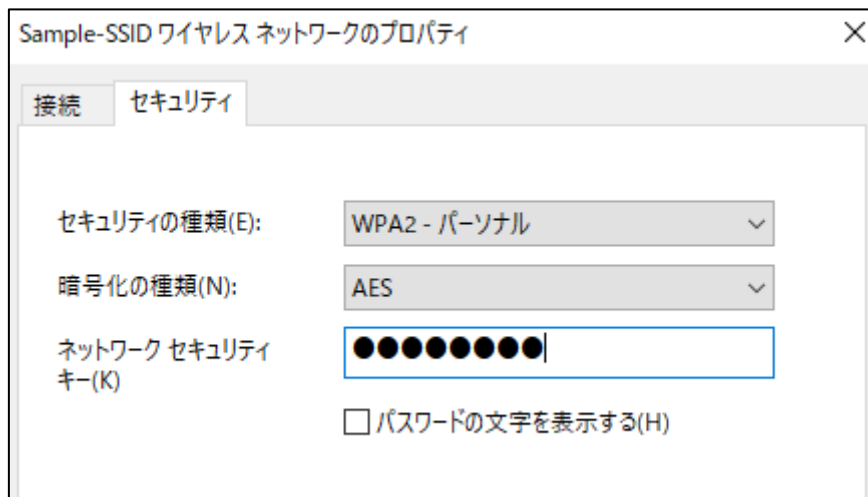 Sample-SSID ワイヤレス ネットワークのプロパティ
接続 セキュリティ
セキュリティの種類(E): WPA2 - パーソナル
暗号化の種類(N): AES
ネットワーク セキュリティ ●●●●●●●●
キー(K)
パスワードの文字を表示する(H)